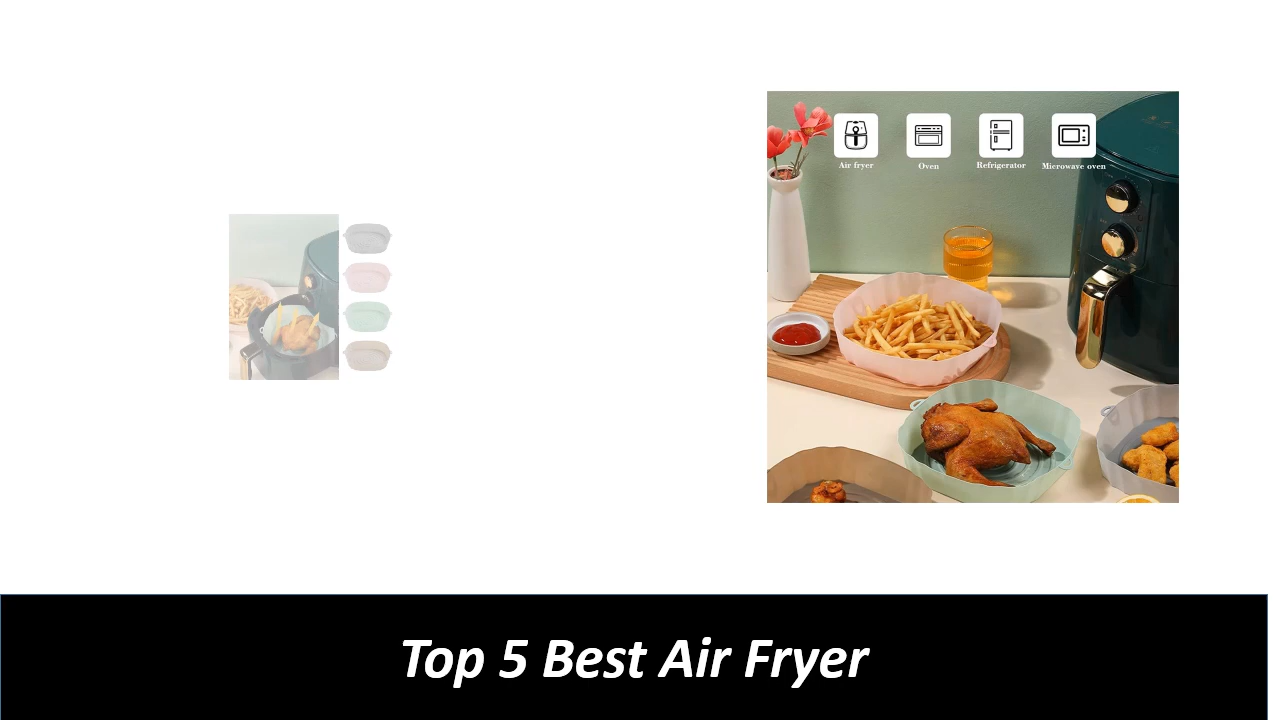 Air fryer
Oven
Refrigerator
Microwave oven
Top 5 Best Air Fryer